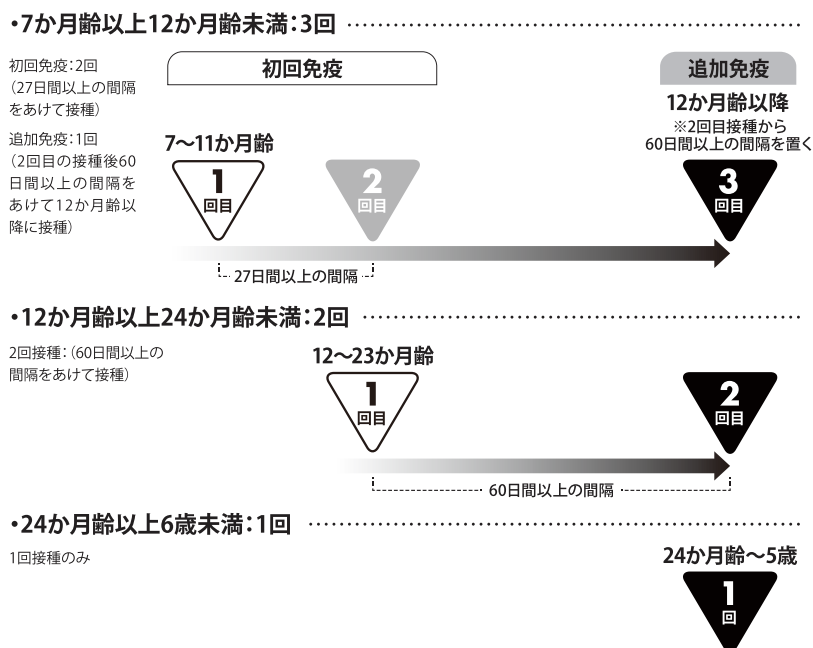 ・7か月齢以上12か月齢未満：3回
初回免疫：2回
（27日間以上の間隔
をあけて接種）
追加免疫：1回
（2回目の接種後60
日間以上の間隔を
あけて12か月齢以
降に接種）
初回免疫
追加免疫
12か月齢以降
※2回目接種から
60日間以上の間隔を置く
7〜11か月齢
1
回目
2
回目
3
回目
27日間以上の間隔
・12か月齢以上24か月齢未満：2回
2回接種：（60日間以上の
間隔をあけて接種）
12〜23か月齢
1
回目
2
回目
60日間以上の間隔
・24か月齢以上6歳未満：1回
1回接種のみ
24か月齢〜5歳
1
回